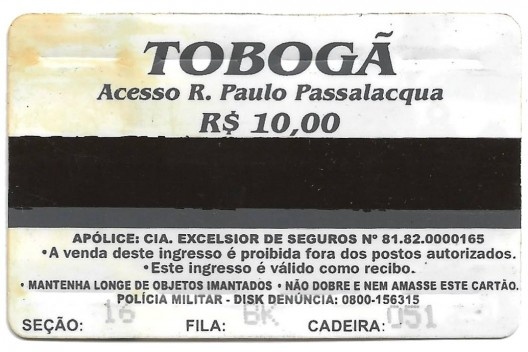 TOBOGÃ
Acesso R. Paulo Passalacqua
R$ 10,00
APÓLICE: CIA. EXCELSIOR DE SEGUROS Nº 81.82.0000165
•A venda deste ingresso é proibida fora dos postos autorizados.
•Este ingresso é válido como recibo.
• MANTENHA LONGE DE OBJETOS IMANTADOS • NÃO DOBRE E NEM AMASSE ESTE CARTÃO.
POLÍCIA MILITAR - DISK DENÚNCIA: 0800-156315
SEÇÃO: 16 FILA: BK CADEIRA: 051